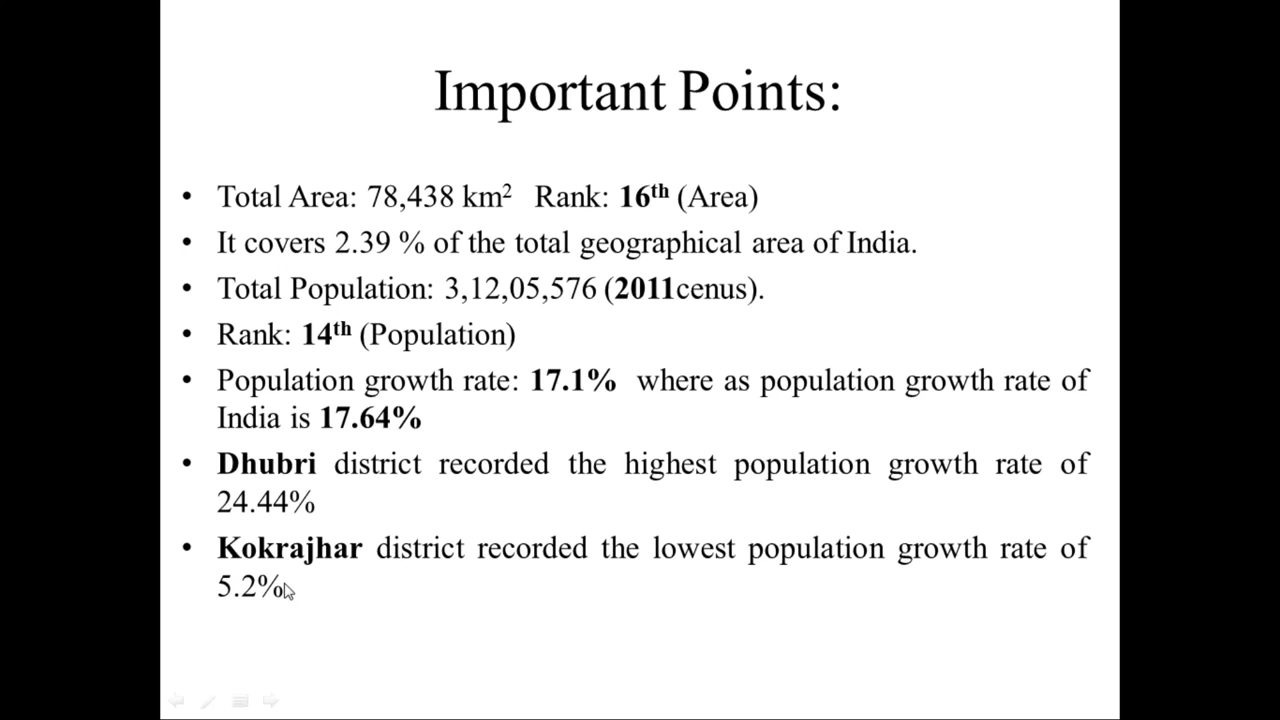 Important Points:
• Total Area: 78,438 km² Rank: 16th (Area)
• It covers 2.39 % of the total geographical area of India.
• Total Population: 3,12,05,576 (2011cenus).
• Rank: 14th (Population)
• Population growth rate: 17.1% where as population growth rate of
India is 17.64%
• Dhubri district recorded the highest population growth rate of
24.44%
• Kokrajhar district recorded the lowest population growth rate of
5.2%